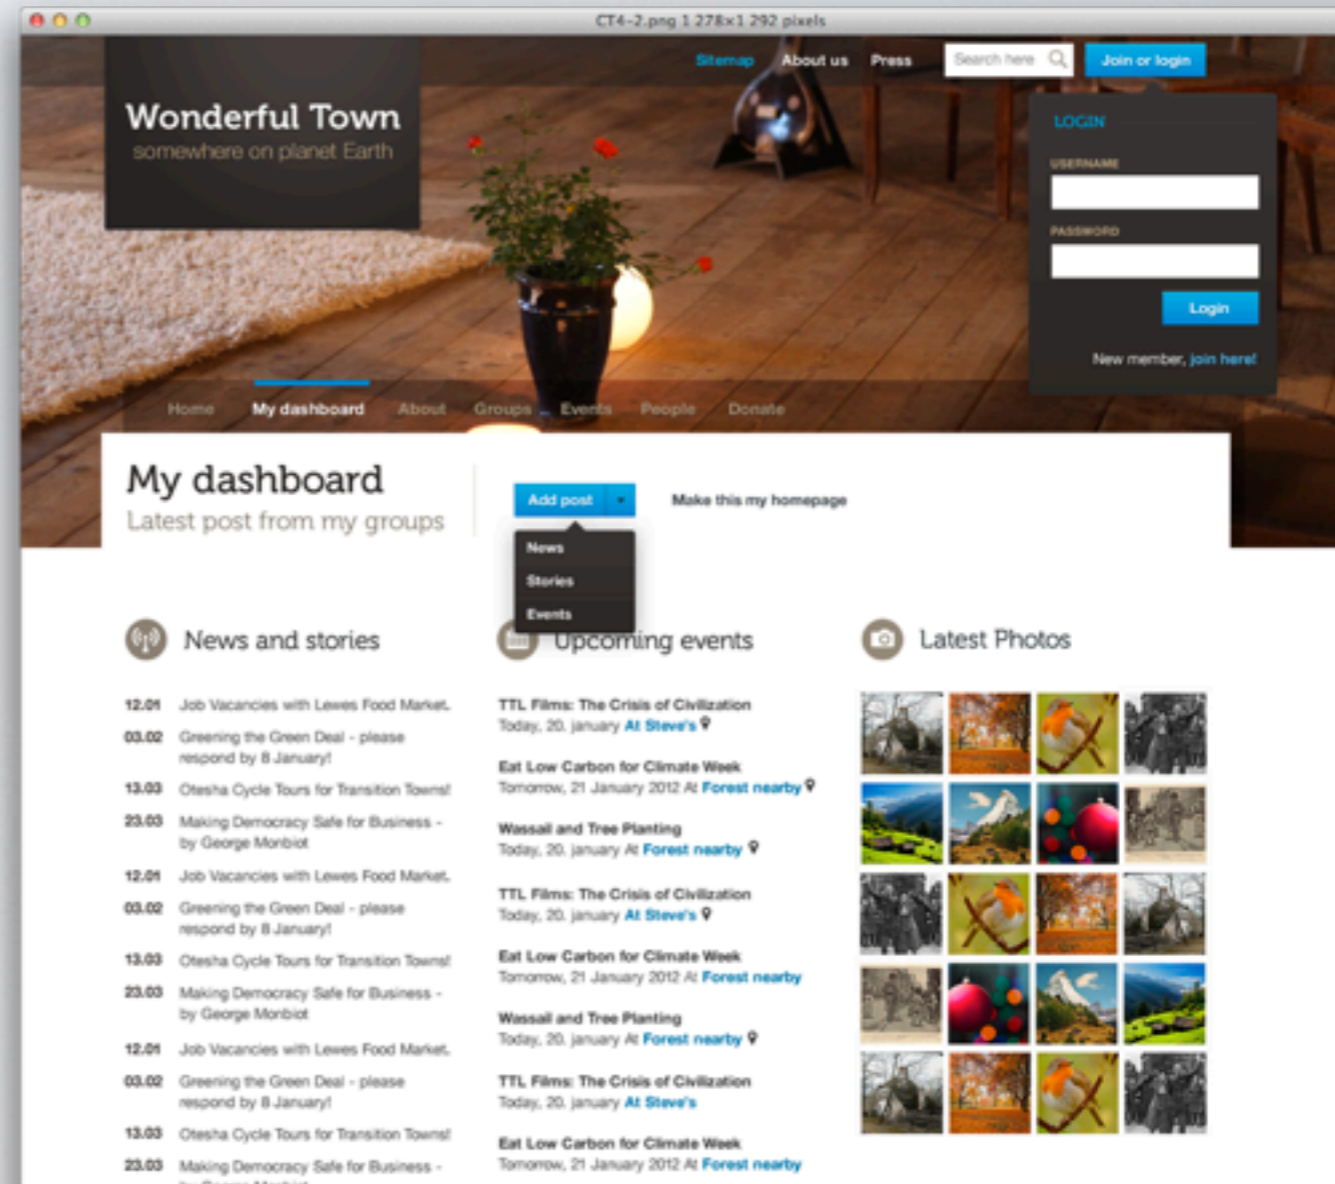 CT4-2.png 1 278×1 292 pixels
Sitemap About us Press Search here Join or login
Wonderful Town
somewhere on planet Earth
LOGIN
USERNAME
PASSWORD
Login
New member, join here!
Home My dashboard About Groups Events People Donate
My dashboard
Latest post from my groups
Add post
Make this my homepage
News
Stories
Events
News and stories
12.01 Job Vacancies with Lewes Food Market.
03.02 Greening the Green Deal - please
respond by 8 January!
13.03 Otesha Cycle Tours for Transition Towns!
23.03 Making Democracy Safe for Business -
by George Monbiot
12.01 Job Vacancies with Lewes Food Market.
03.02 Greening the Green Deal - please
respond by 8 January!
13.03 Otesha Cycle Tours for Transition Towns!
23.03 Making Democracy Safe for Business -
by George Monbiot
12.01 Job Vacancies with Lewes Food Market.
03.02 Greening the Green Deal - please
respond by 8 January!
13.03 Otesha Cycle Tours for Transition Towns!
23.03 Making Democracy Safe for Business -
Upcoming events
TTL Films: The Crisis of Civilization
Today, 20. january At Steve's
Eat Low Carbon for Climate Week
Tomorrow, 21 January 2012 At Forest nearby
Wassail and Tree Planting
Today, 20. january At Forest nearby
TTL Films: The Crisis of Civilization
Today, 20. january At Steve's
Eat Low Carbon for Climate Week
Tomorrow, 21 January 2012 At Forest nearby
Wassail and Tree Planting
Today, 20. january At Forest nearby
TTL Films: The Crisis of Civilization
Today, 20. january At Steve's
Eat Low Carbon for Climate Week
Tomorrow, 21 January 2012 At Forest nearby
Latest Photos